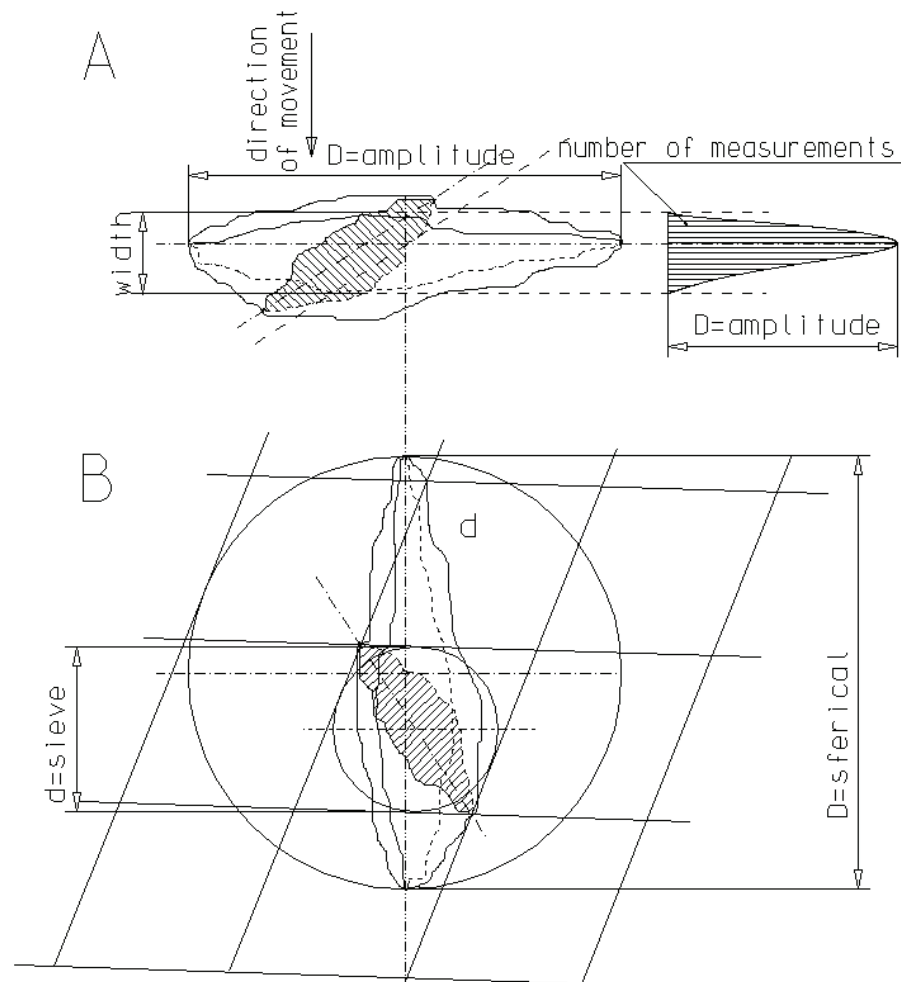 A
direction
of movement
D=amplitude
number of measurements
width
D=amplitude
B
d
d=sieve
D=sferical